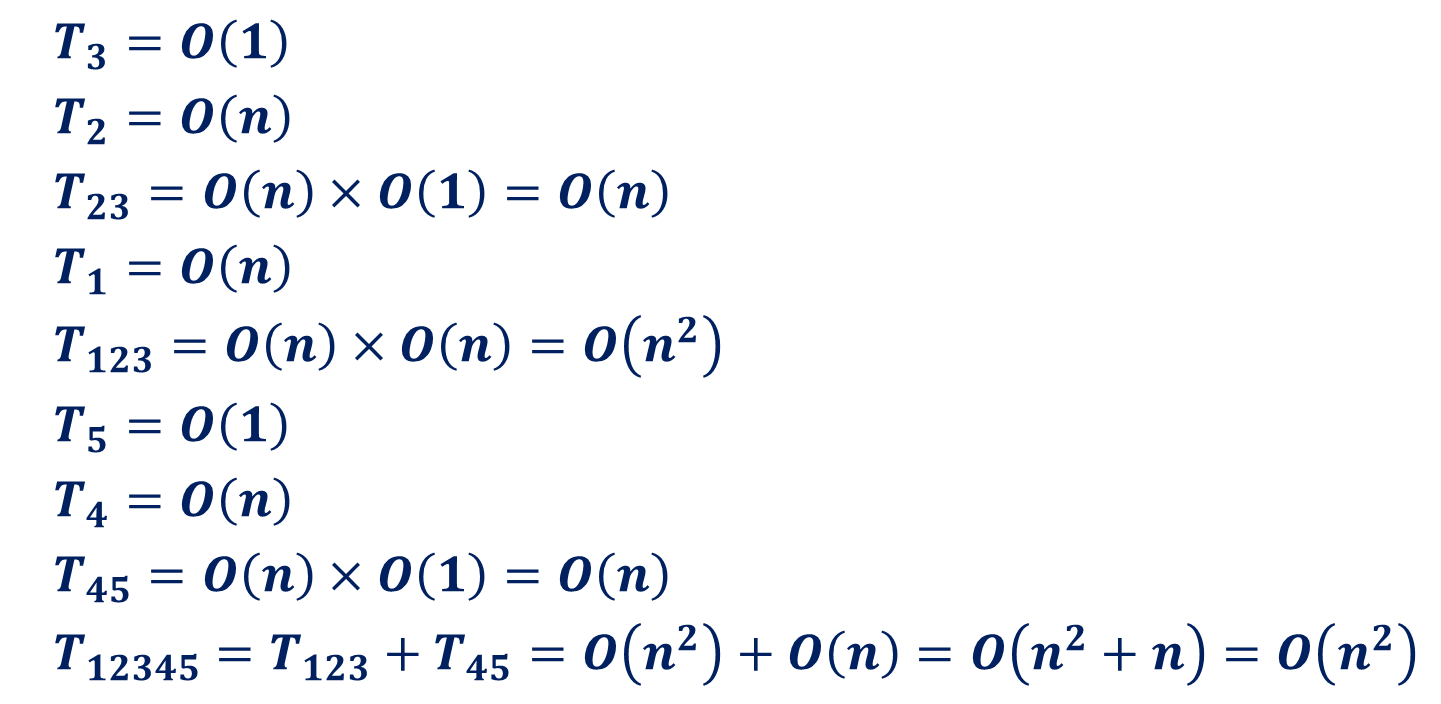 T₃ = O(1)
T₂ = O(n)
T₂₃ = O(n) × O(1) = O(n)
T₁ = O(n)
T₁₂₃ = O(n) × O(n) = O(n²)
T₅ = O(1)
T₄ = O(n)
T₄₅ = O(n) × O(1) = O(n)
T₁₂₃₄₅ = T₁₂₃ + T₄₅ = O(n²) + O(n) = O(n² + n) = O(n²)